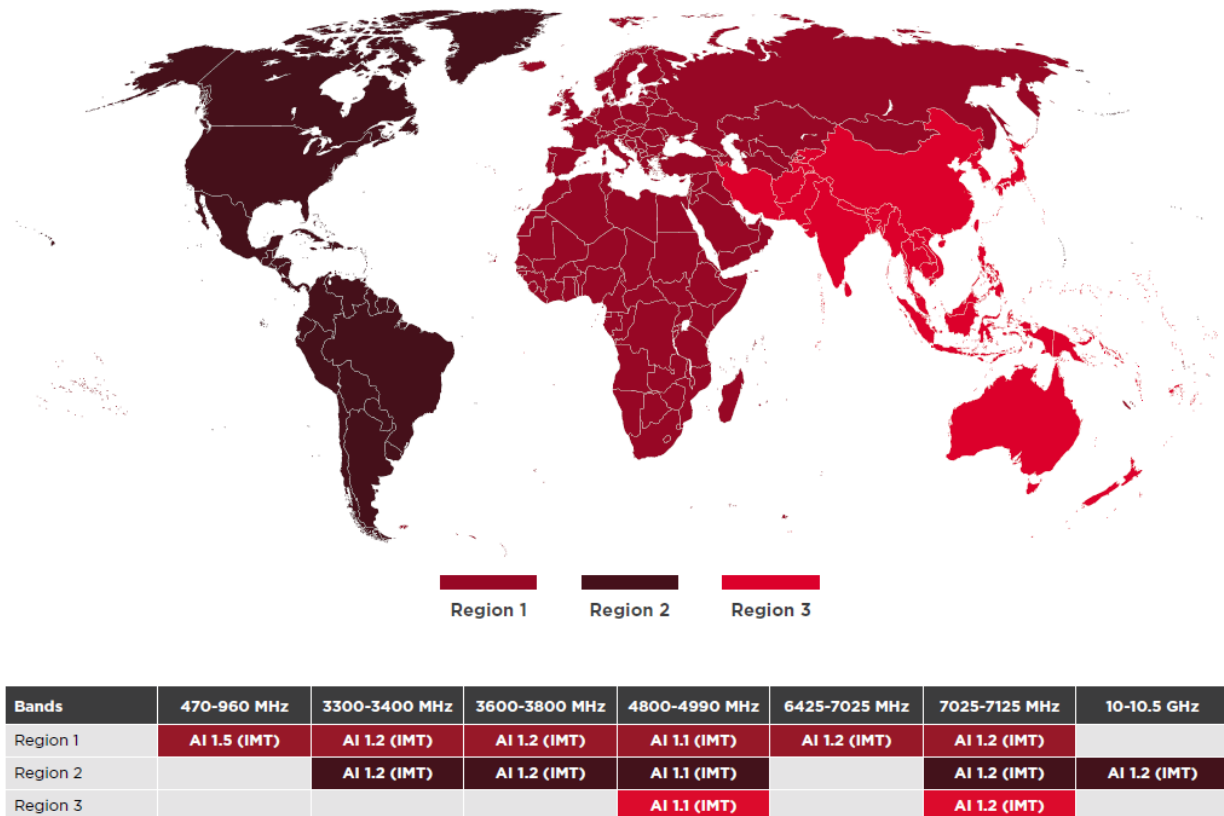 Region 1 Region 2 Region 3
Bands 470-960 MHz 3300-3400 MHz 3600-3800 MHz 4800-4990 MHz 6425-7025 MHz 7025-7125 MHz 10-10.5 GHz
Region 1 AI 1.5 (IMT) AI 1.2 (IMT) AI 1.2 (IMT) AI 1.1 (IMT) AI 1.2 (IMT) AI 1.2 (IMT)
Region 2 AI 1.2 (IMT) AI 1.2 (IMT) AI 1.1 (IMT) AI 1.2 (IMT) AI 1.2 (IMT)
Region 3 AI 1.1 (IMT) AI 1.2 (IMT)